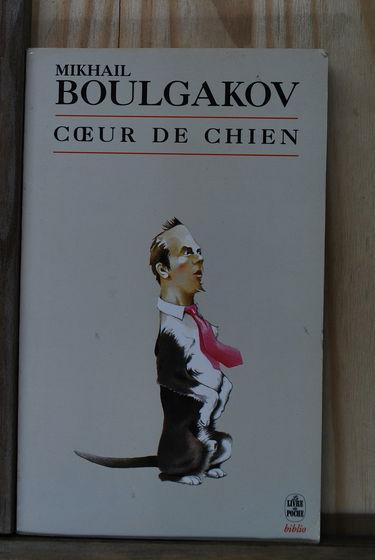 MIKHAIL
BOULGAKOV
CŒUR DE CHIEN
LE
LIVRE
DE
POCHE
biblio